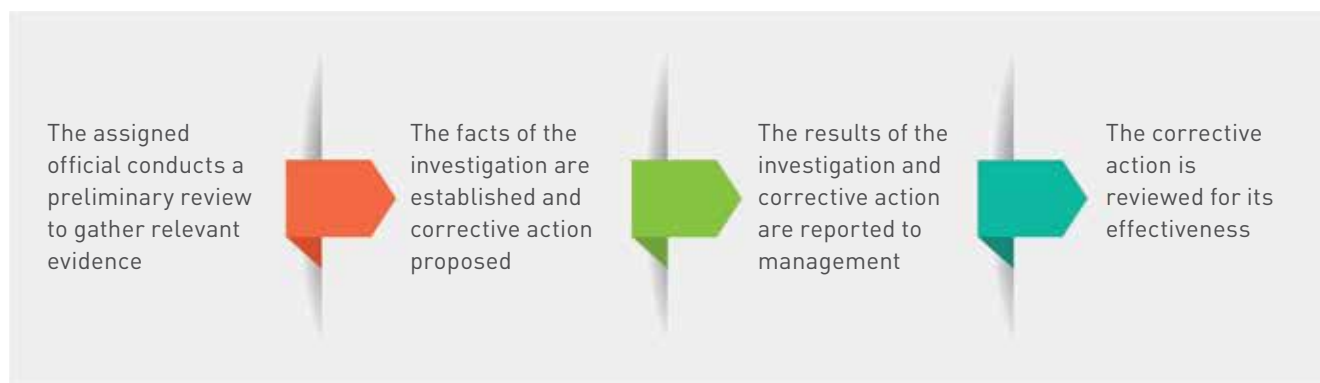 The assigned
official conducts a
preliminary review
to gather relevant
evidence
The facts of the
investigation are
established and
corrective action
proposed
The results of the
investigation and
corrective action
are reported to
management
The corrective
action is
reviewed for its
effectiveness